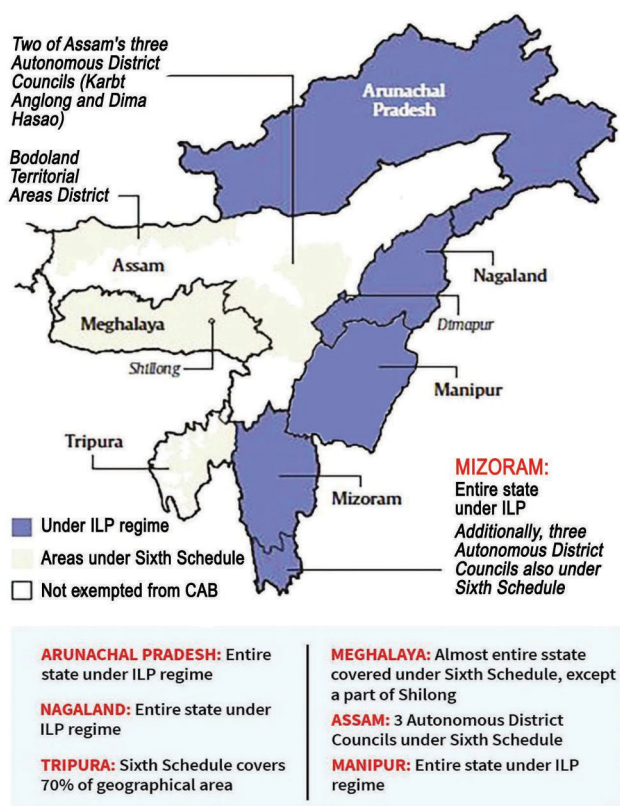 Two of Assam's three
Autonomous District
Councils (Karbt
Anglong and Dima
Hasao)
Bodoland
Territorial
Areas District
Arunachal
Pradesh
Assam
Meghalaya
Shillong
Nagaland
Dimapur
Manipur
Tripura
Mizoram
MIZORAM:
Entire state
under ILP
Additionally, three
Autonomous District
Councils also under
Sixth Schedule
Under ILP regime
Areas under Sixth Schedule
Not exempted from CAB
ARUNACHAL PRADESH: Entire
state under ILP regime
NAGALAND: Entire state under
ILP regime
TRIPURA: Sixth Schedule covers
70% of geographical area
MEGHALAYA: Almost entire sstate
covered under Sixth Schedule, except
a part of Shilong
ASSAM: 3 Autonomous District
Councils under Sixth Schedule
MANIPUR: Entire state under ILP
regime